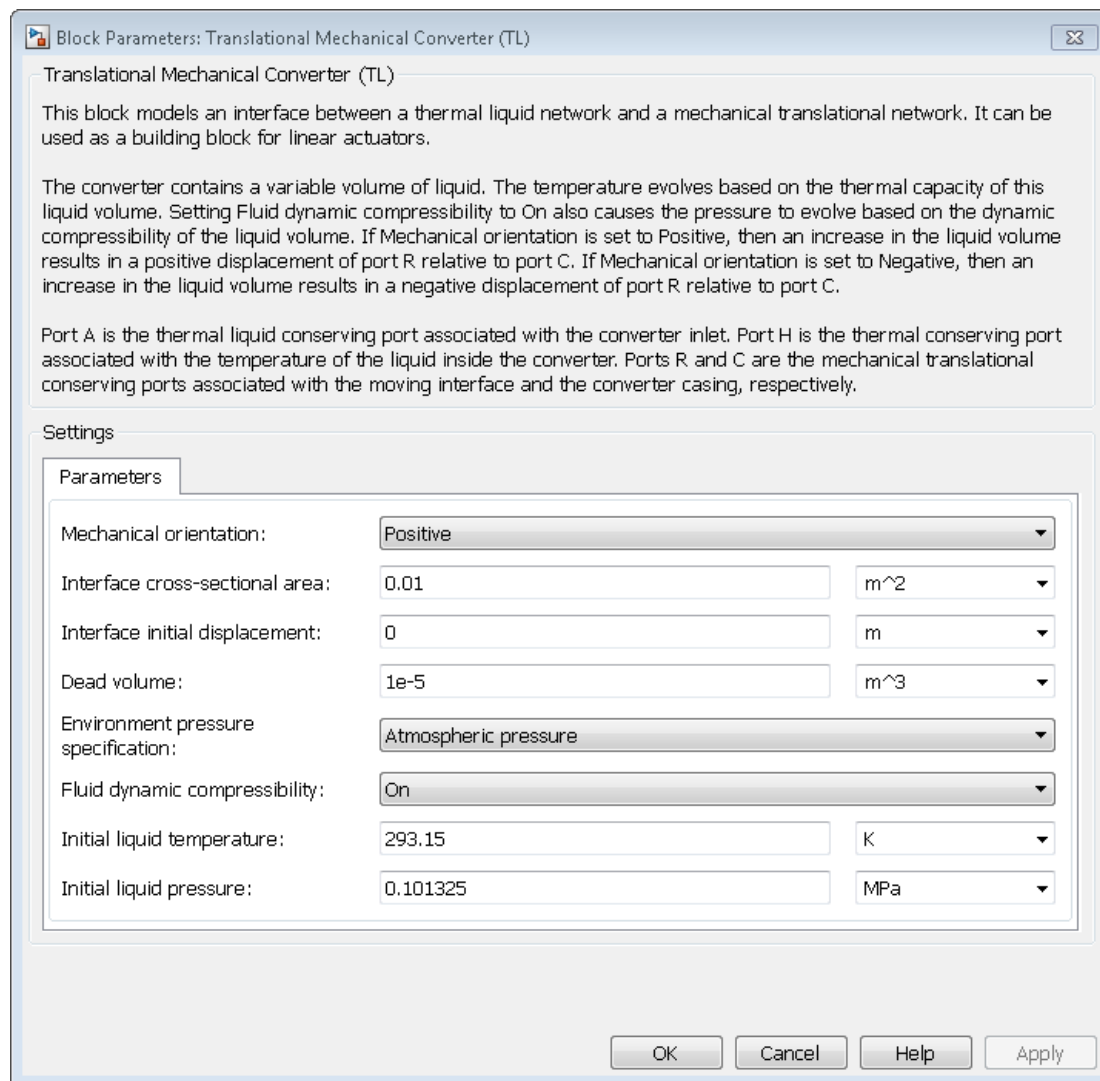 Block Parameters: Translational Mechanical Converter (TL)
Translational Mechanical Converter (TL)
This block models an interface between a thermal liquid network and a mechanical translational network. It can be
used as a building block for linear actuators.
The converter contains a variable volume of liquid. The temperature evolves based on the thermal capacity of this
liquid volume. Setting Fluid dynamic compressibility to On also causes the pressure to evolve based on the dynamic
compressibility of the liquid volume. If Mechanical orientation is set to Positive, then an increase in the liquid volume
results in a positive displacement of port R relative to port C. If Mechanical orientation is set to Negative, then an
increase in the liquid volume results in a negative displacement of port R relative to port C.
Port A is the thermal liquid conserving port associated with the converter inlet. Port H is the thermal conserving port
associated with the temperature of the liquid inside the converter. Ports R and C are the mechanical translational
conserving ports associated with the moving interface and the converter casing, respectively.
Settings
Parameters
Mechanical orientation: Positive
Interface cross-sectional area: 0.01 m^2
Interface initial displacement: 0 m
Dead volume: 1e-5 m^3
Environment pressure
specification: Atmospheric pressure
Fluid dynamic compressibility: On
Initial liquid temperature: 293.15 K
Initial liquid pressure: 0.101325 MPa
OK Cancel Help Apply